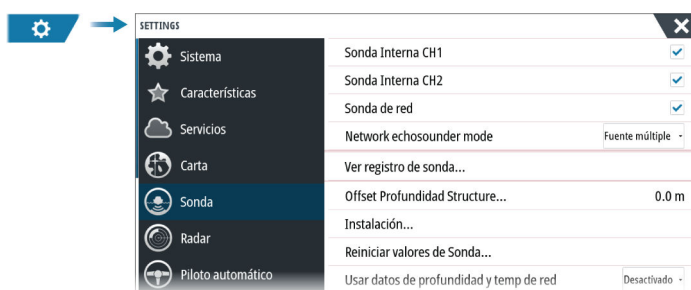 SETTINGS
Sistema
Características
Servicios
Carta
Sonda
Radar
Piloto automático
Sonda Interna CH1
Sonda Interna CH2
Sonda de red
Network echosounder mode Fuente múltiple
Ver registro de sonda...
Offset Profundidad Structure... 0.0 m
Instalación...
Reiniciar valores de Sonda...
Usar datos de profundidad y temp de red Desactivado